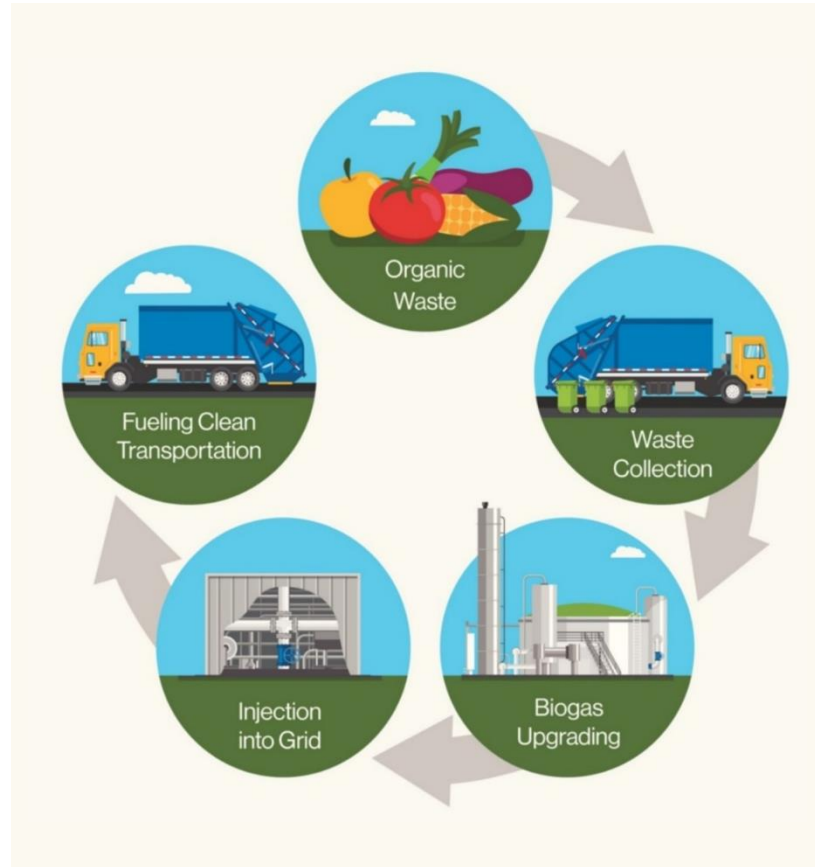 Organic
Waste
Waste
Collection
Biogas
Upgrading
Injection
into Grid
Fueling Clean
Transportation